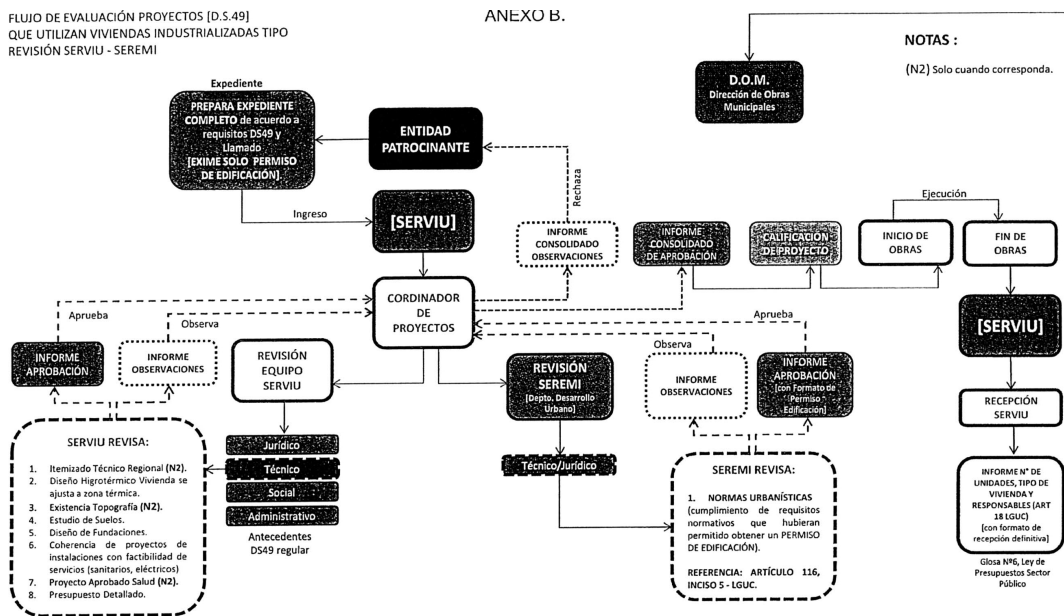 FLUJO DE EVALUACIÓN PROYECTOS [D.S.49]
QUE UTILIZAN VIVIENDAS INDUSTRIALIZADAS TIPO
REVISIÓN SERVIU - SEREMI
ANEXO B.
NOTAS :
(N2) Solo cuando corresponda.
D.O.M.
Dirección de Obras
Municipales
Expediente
PREPARA EXPEDIENTE
COMPLETO de acuerdo a
requisitos DS49 y
Llamado
[EXIME SOLO PERMISO
DE EDIFICACIÓN]
ENTIDAD
PATROCINANTE
Ingreso
[SERVIU]
Rechaza
INFORME
CONSOLIDADO
OBSERVACIONES
INFORME
CONSOLIDADO
DE APROBACIÓN
CALIFICACION
DE PROYECTO
Ejecución
INICIO DE
OBRAS
FIN DE
OBRAS
CORDINADOR
DE
PROYECTOS
Aprueba
Observa
INFORME
APROBACIÓN
INFORME
OBSERVACIONES
REVISIÓN
EQUIPO
SERVIU
REVISIÓN
SEREMI
[Depto. Desarrollo
Urbano]
Observa
Aprueba
INFORME
OBSERVACIONES
INFORME
APROBACIÓN
[con Formato de
Permiso
Edificación]
[SERVIU]
RECEPCIÓN
SERVIU
SERVIU REVISA:
1. Itemizado Técnico Regional (N2).
2. Diseño Higrotérmico Vivienda se
ajusta a zona térmica.
3. Existencia Topografía (N2).
4. Estudio de Suelos.
5. Diseño de Fundaciones.
6 Coherencia de proyectos de
instalaciones con factibilidad de
servicios (sanitarios, eléctricos)
7. Proyecto Aprobado Salud (N2).
8. Presupuesto Detallado.
Jurídico
Técnico
Social
Administrativo
Antecedentes
DS49 regular
Técnico/Jurídico
SEREMI REVISA:
1. NORMAS URBANÍSTICAS
(cumplimiento de requisitos
normativos que hubieran
permitido obtener un PERMISO
DE EDIFICACIÓN).
REFERENCIA: ARTÍCULO 116,
INCISO 5 - LGUC.
INFORME N° DE
UNIDADES, TIPO DE
VIVIENDA Y
RESPONSABLES (ART
18 LGUC)
[con formato de
recepción definitiva]
Glosa Nº6, Ley de
Presupuestos Sector
Público